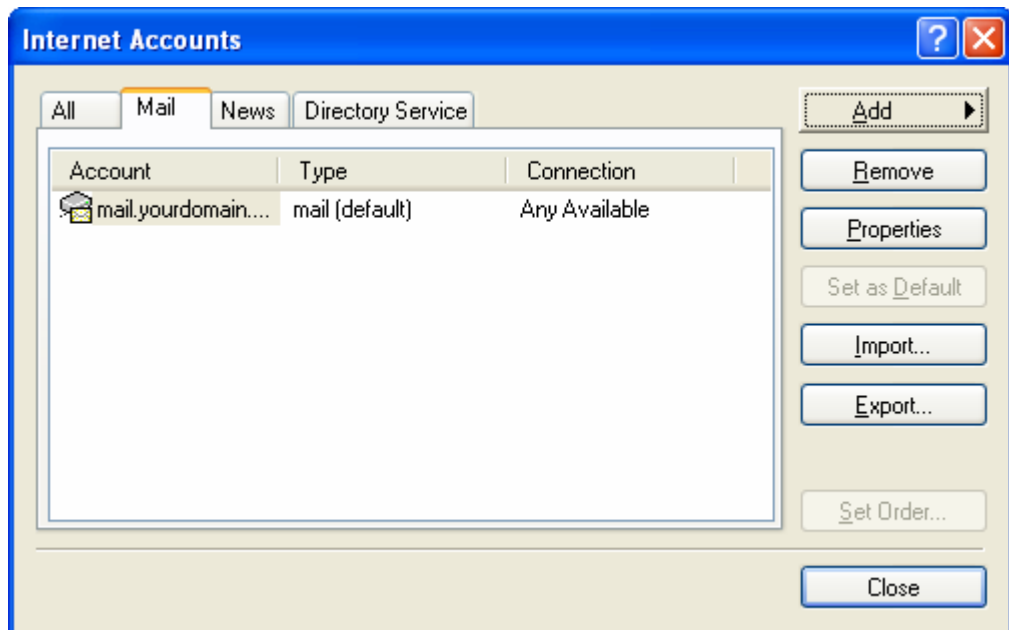 Internet Accounts
All
Mail
News
Directory Service
Add
Account Type Connection
mail.yourdomain.... mail (default) Any Available
Remove
Properties
Set as Default
Import...
Export...
Set Order...
Close